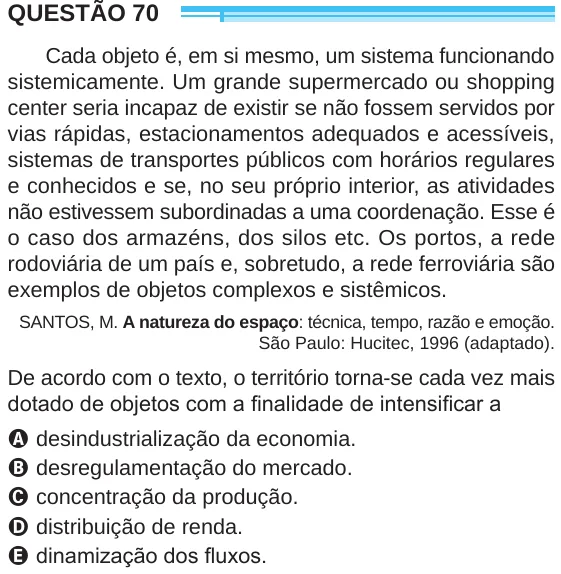 QUESTÃO 70
Cada objeto é, em si mesmo, um sistema funcionando
sistemicamente. Um grande supermercado ou shopping
center seria incapaz de existir se não fossem servidos por
vias rápidas, estacionamentos adequados e acessíveis,
sistemas de transportes públicos com horários regulares
e conhecidos e se, no seu próprio interior, as atividades
não estivessem subordinadas a uma coordenação. Esse é
o caso dos armazéns, dos silos etc. Os portos, a rede
rodoviária de um país e, sobretudo, a rede ferroviária são
exemplos de objetos complexos e sistêmicos.
SANTOS, M. A natureza do espaço: técnica, tempo, razão e emoção.
São Paulo: Hucitec, 1996 (adaptado).
De acordo com o texto, o território torna-se cada vez mais
dotado de objetos com a finalidade de intensificar a
A desindustrialização da economia.
B desregulamentação do mercado.
C concentração da produção.
D distribuição de renda.
E dinamização dos fluxos.